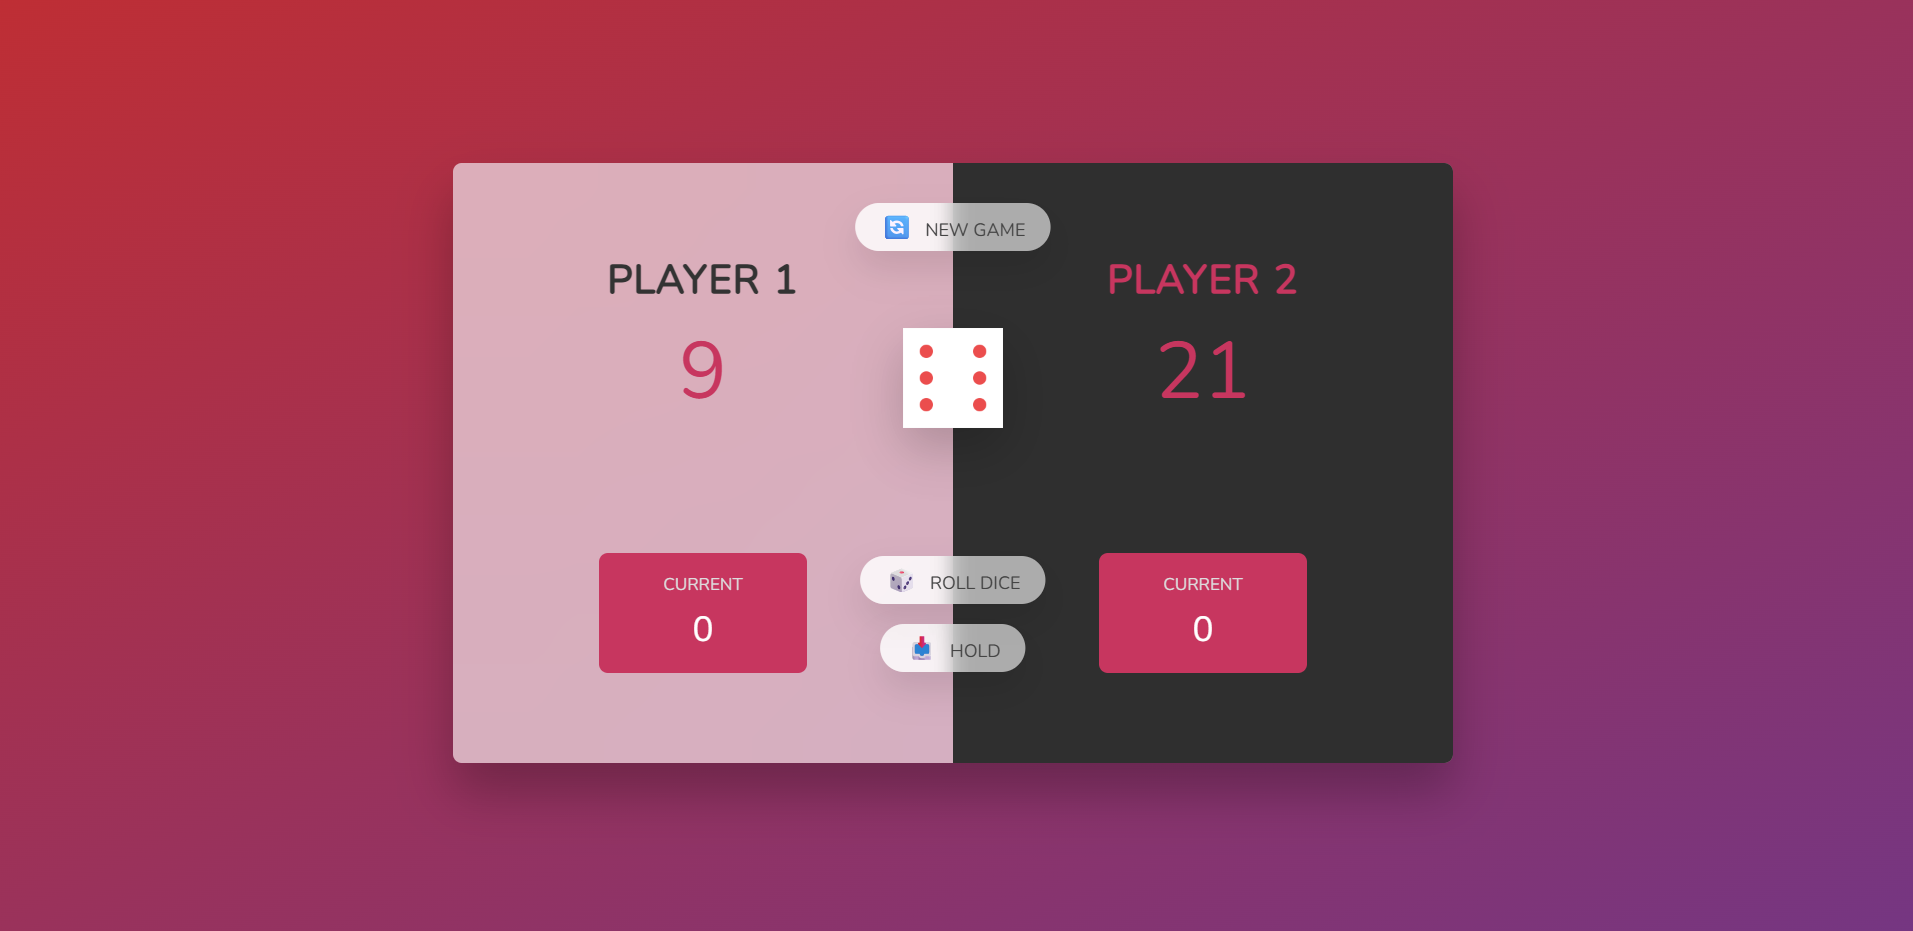 NEW GAME
PLAYER 1
9
CURRENT
0
PLAYER 2
21
CURRENT
0
ROLL DICE
HOLD